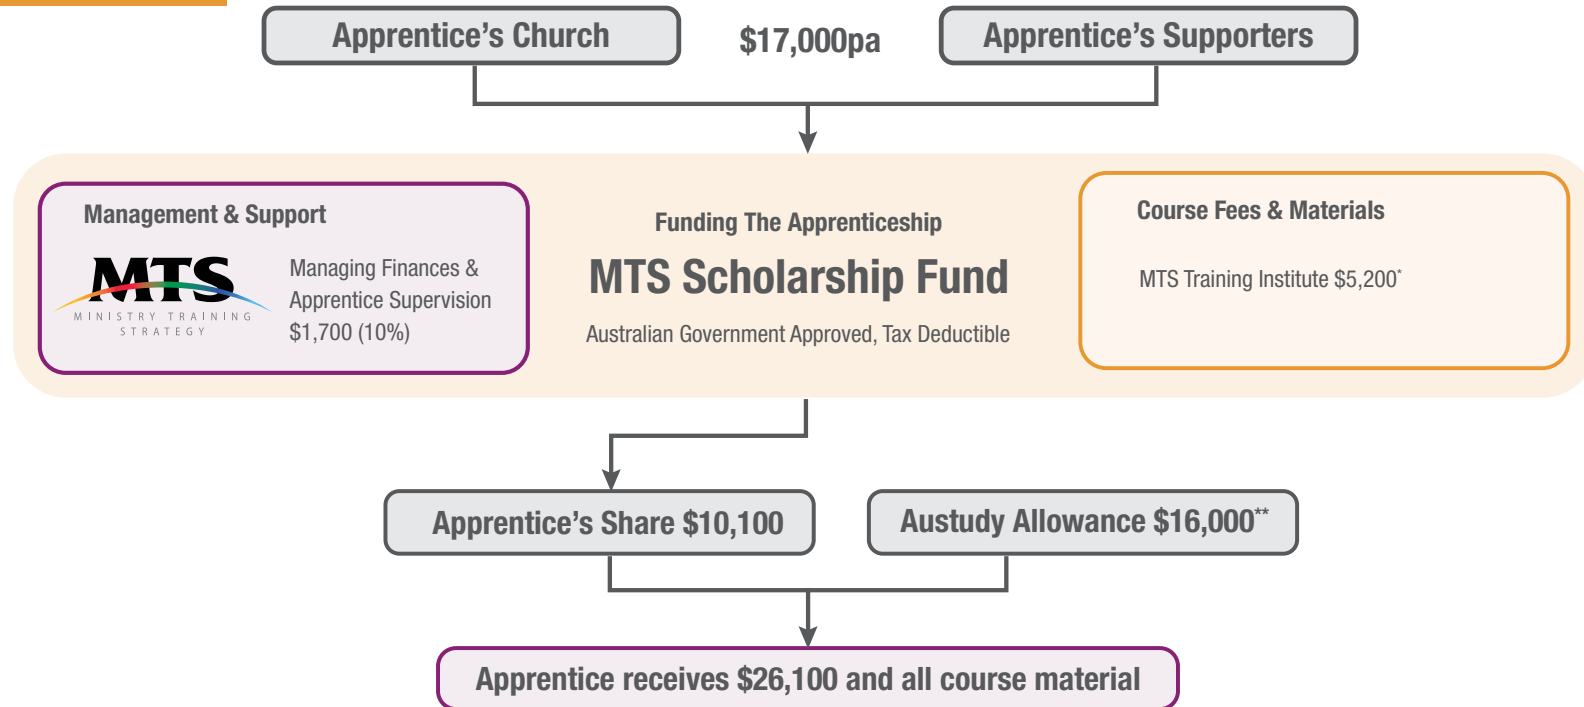 Apprentice's Church
$17,000pa
Apprentice's Supporters
Management & Support
MTS
MINISTRY TRAINING
STRATEGY
Managing Finances &
Apprentice Supervision
$1,700 (10%)
Funding The Apprenticeship
MTS Scholarship Fund
Australian Government Approved, Tax Deductible
Course Fees & Materials
MTS Training Institute $5,200*
Apprentice's Share $10,100
Austudy Allowance $16,000**
Apprentice receives $26,100 and all course material